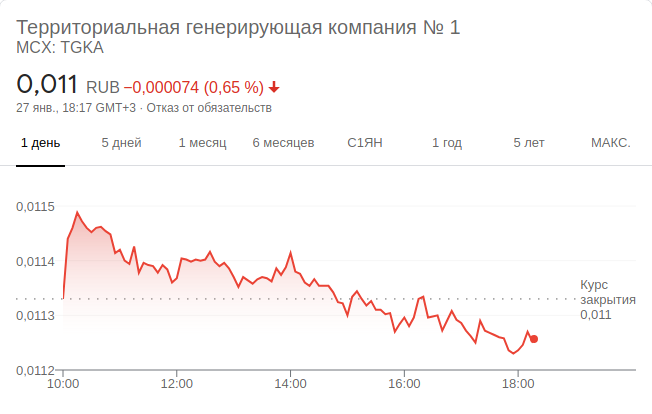 Территориальная генерирующая компания № 1
MCX: TGKA
0,011 RUB −0,000074 (0,65 %)
27 янв., 18:17 GMT+3 · Отказ от обязательств
1 день 5 дней 1 месяц 6 месяцев С1ЯН 1 год 5 лет МАКС.
0,0115
0,0114
Курс
закрытия
0,011
0,0113
0,0112
10:00 12:00 14:00 16:00 18:00